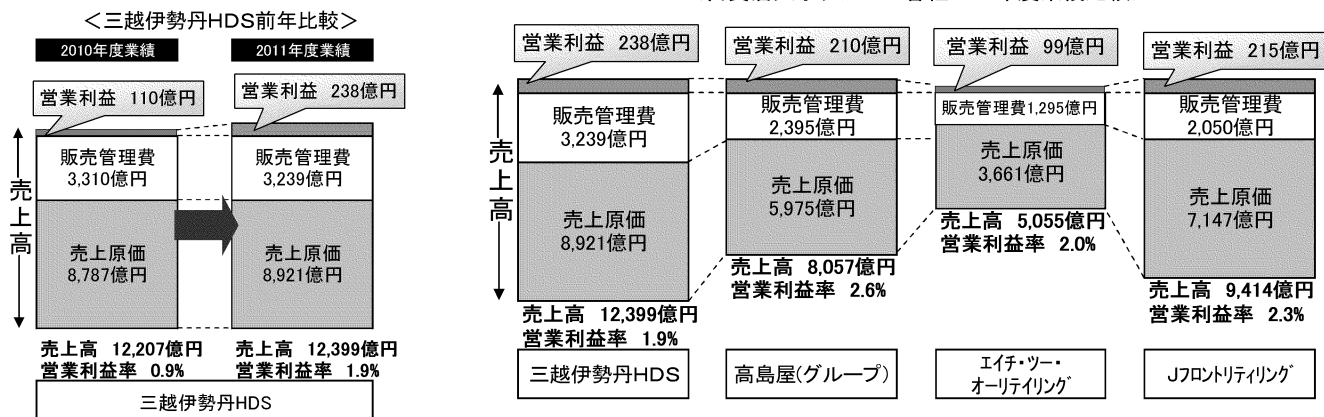 ＜三越伊勢丹HDS前年比較＞
2010年度業績
2011年度業績
営業利益 110億円
営業利益 238億円
売上高
販売管理費
3,310億円
売上原価
8,787億円
販売管理費
3,239億円
売上原価
8,921億円
売上高 12,207億円
営業利益率 0.9%
売上高 12,399億円
営業利益率 1.9%
三越伊勢丹HDS
営業利益 238億円
営業利益 210億円
営業利益 99億円
営業利益 215億円
売上高
販売管理費
3,239億円
売上原価
8,921億円
売上高 12,399億円
営業利益率 1.9%
三越伊勢丹HDS
販売管理費
2,395億円
売上原価
5,975億円
売上高 8,057億円
営業利益率 2.6%
高島屋(グループ)
販売管理費1,295億円
売上原価
3,661億円
売上高 5,055億円
営業利益率 2.0%
エイチ・ツー・
オーリテイリング
販売管理費
2,050億円
売上原価
7,147億円
売上高 9,414億円
営業利益率 2.3%
Jフロントリティリング